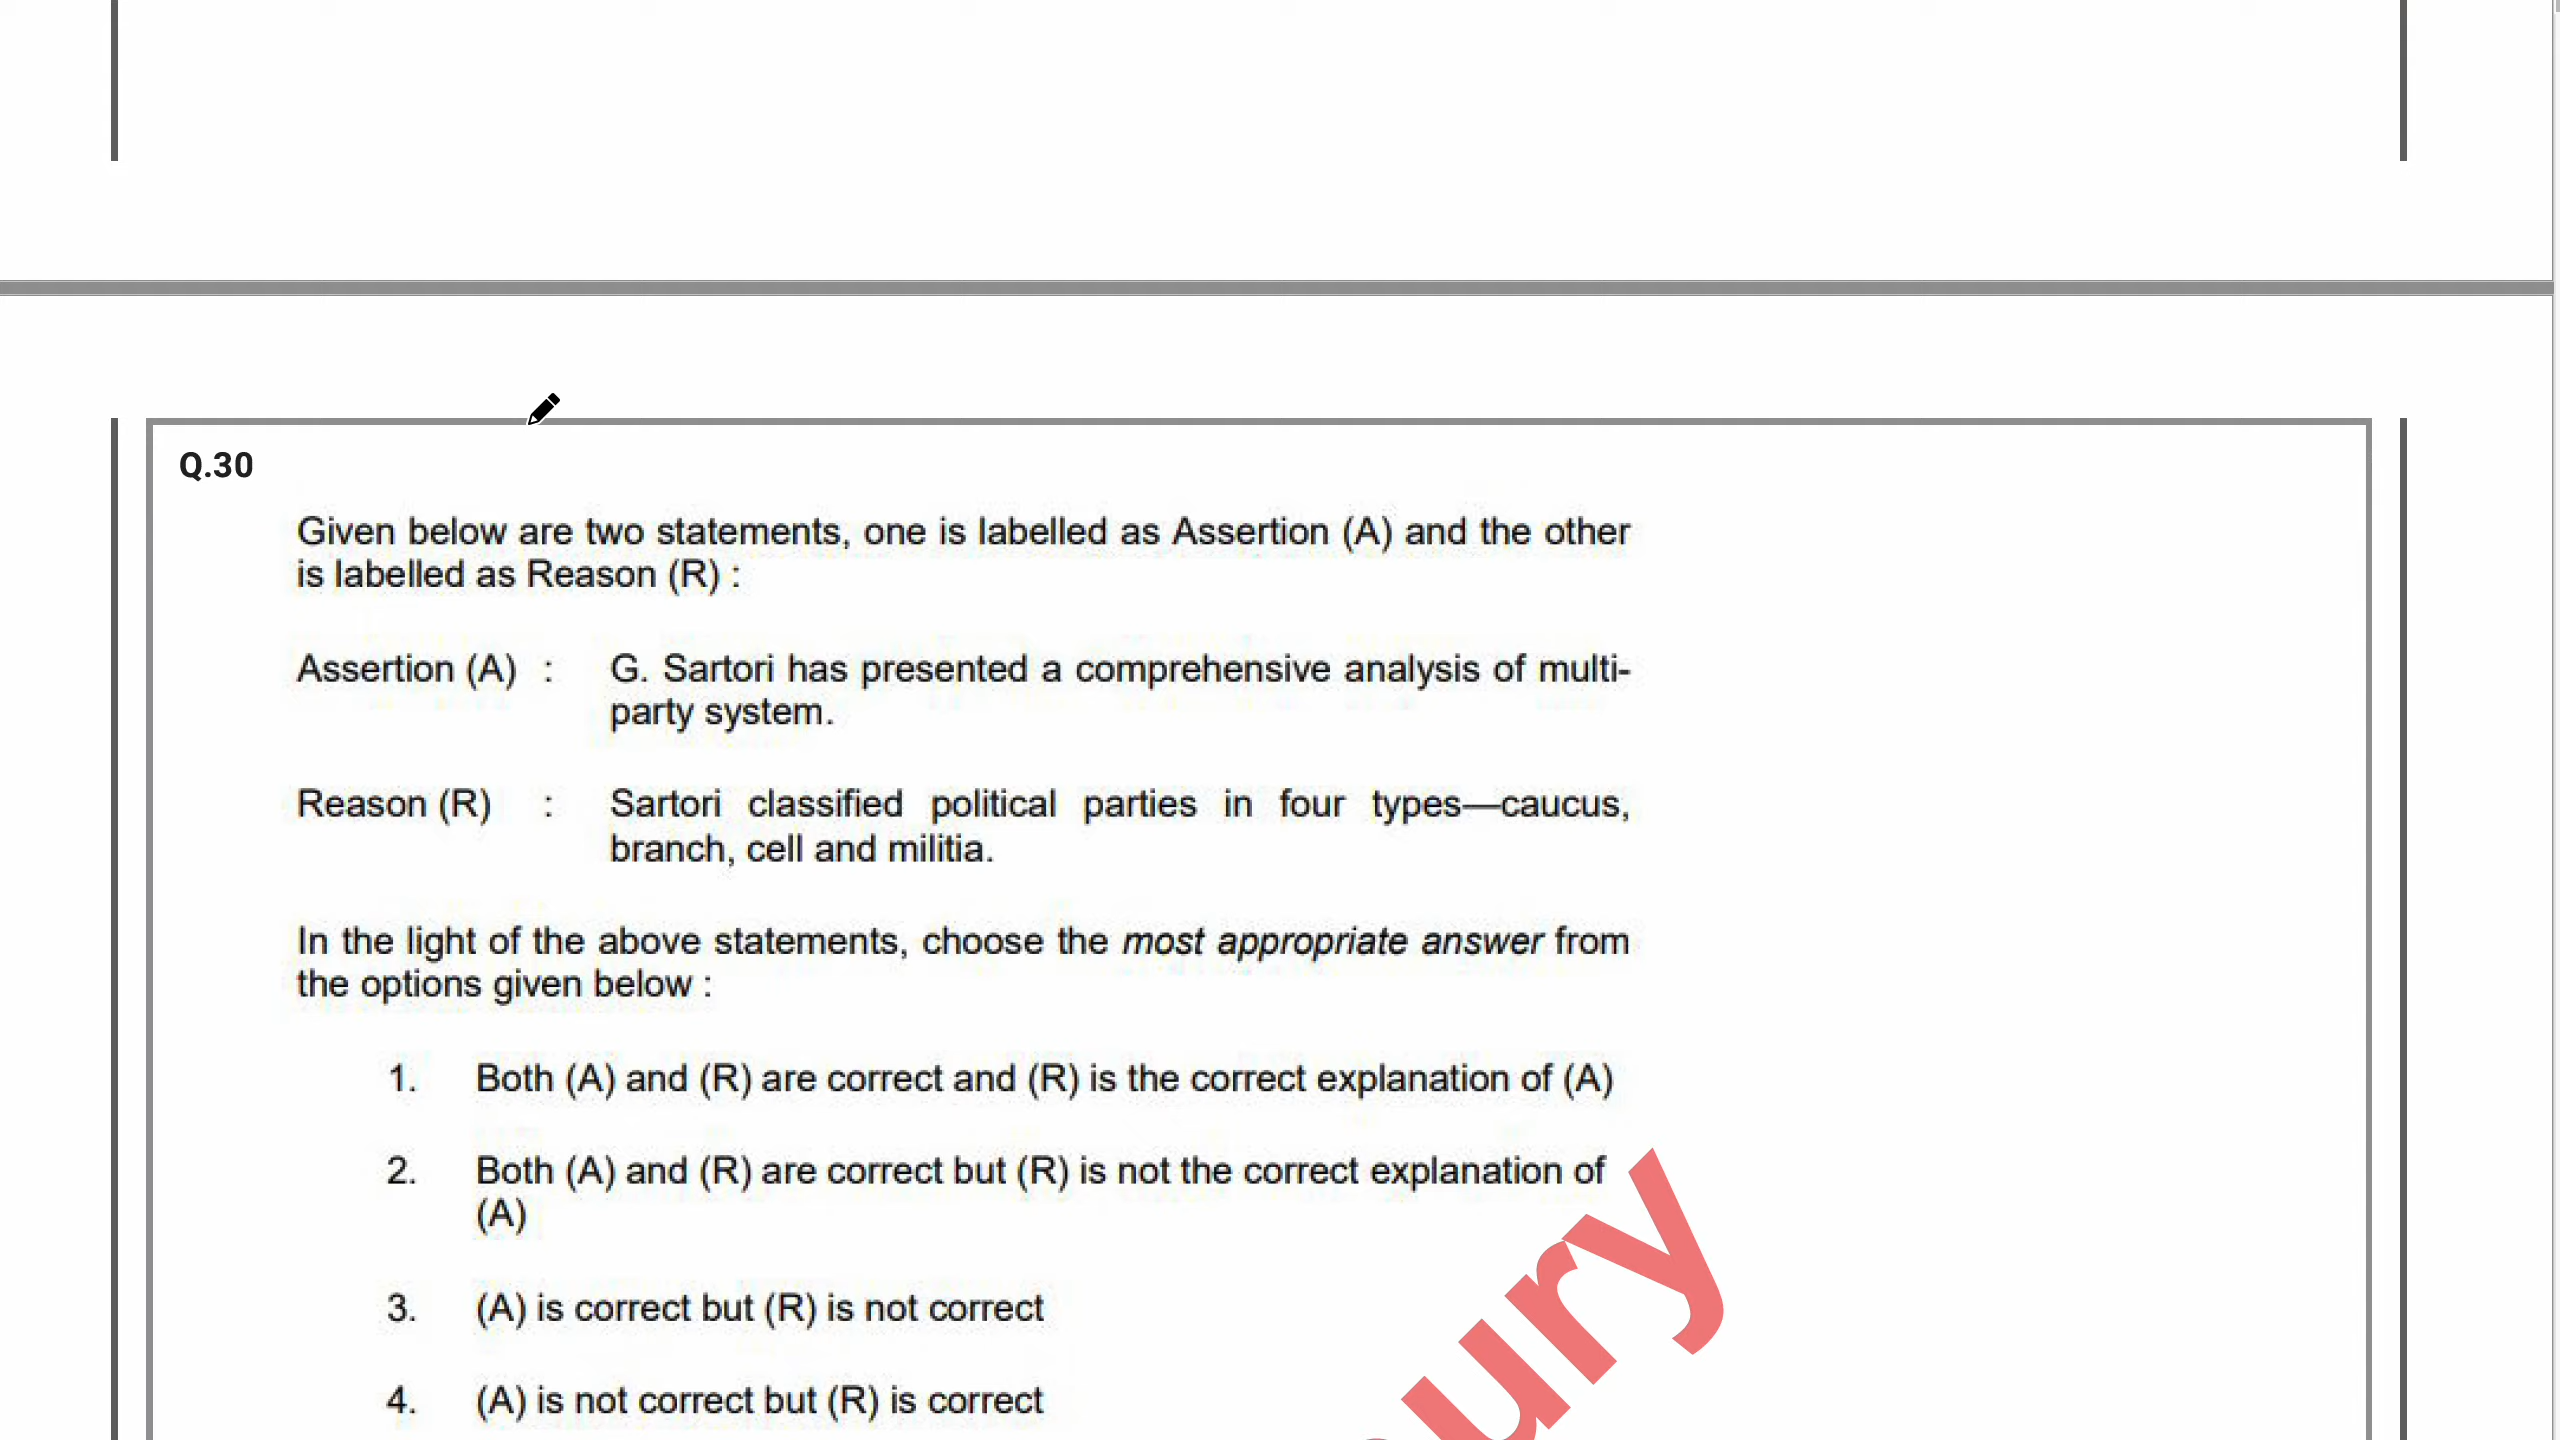 Q.30
Given below are two statements, one is labelled as Assertion (A) and the other
is labelled as Reason (R) :
Assertion (A) : G. Sartori has presented a comprehensive analysis of multi-
party system.
Reason (R) : Sartori classified political parties in four types—caucus,
branch, cell and militia.
In the light of the above statements, choose the most appropriate answer from
the options given below :
1. Both (A) and (R) are correct and (R) is the correct explanation of (A)
2. Both (A) and (R) are correct but (R) is not the correct explanation of
(A)
3. (A) is correct but (R) is not correct
4. (A) is not correct but (R) is correct
ury